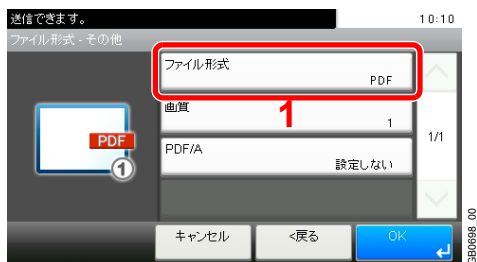 送信できます。
10:10
ファイル形式 - その他
ファイル形式
PDF
画質
1
1
PDF/A
設定しない
1/1
PDF
1
キャンセル
<戻る
OK
GB0698_00